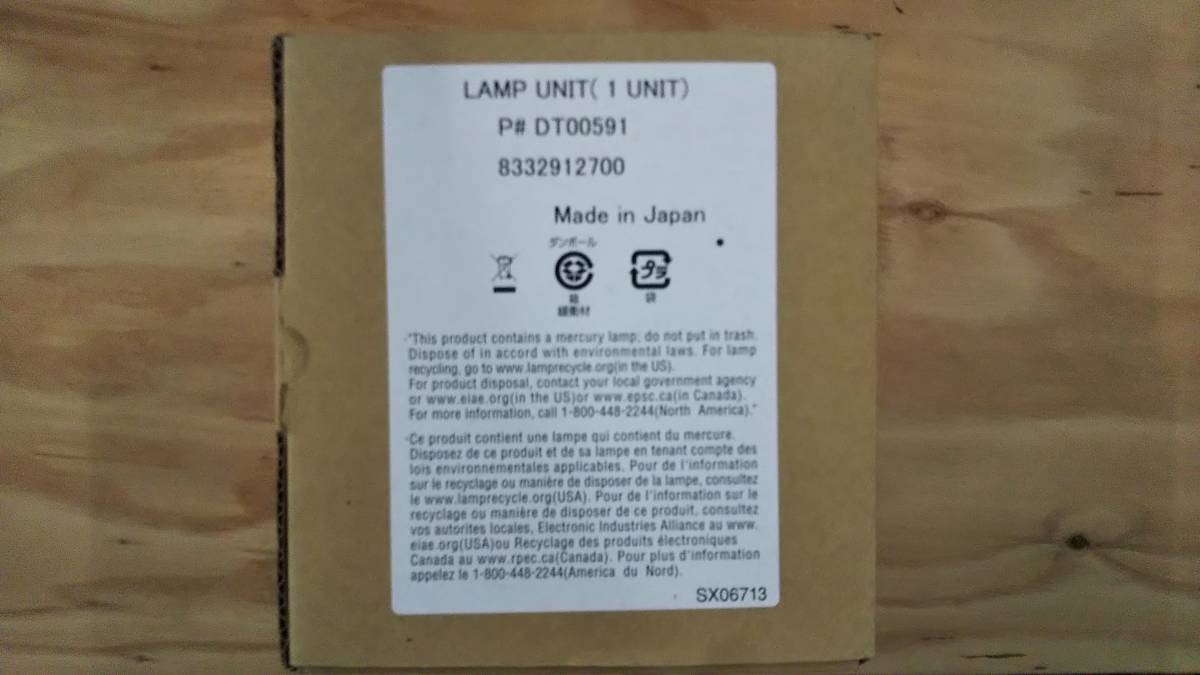 LAMP UNIT( 1 UNIT)
P# DT00591
8332912700
Made in Japan
ダンボール
プラ
箱
緩衝材
袋
·"This product contains a mercury lamp; do not put in trash.
Dispose of in accord with environmental laws. For lamp
recycling, go to www.lamprecycle.org(in the US).
For product disposal, contact your local government agency
or www.eiae.org(in the US)or www.epsc.ca(in Canada).
For more information, call 1-800-448-2244(North America)."
·Ce produit contient une lampe qui contient du mercure.
Disposez de ce produit et de sa lampe en tenant compte des
lois environnementales applicables. Pour de l'information
sur le recyclage ou manière de disposer de la lampe, consultez
le www.lamprecycle.org(USA). Pour de l'information sur le
recyclage ou manière de disposer de ce produit, consultez
vos autorites locales, Electronic Industries Alliance au www.
eiae.org(USA)ou Recyclage des produits électroniques
Canada au www.rpec.ca(Canada). Pour plus d'information
appelez le 1-800-448-2244(America du Nord).
SX06713